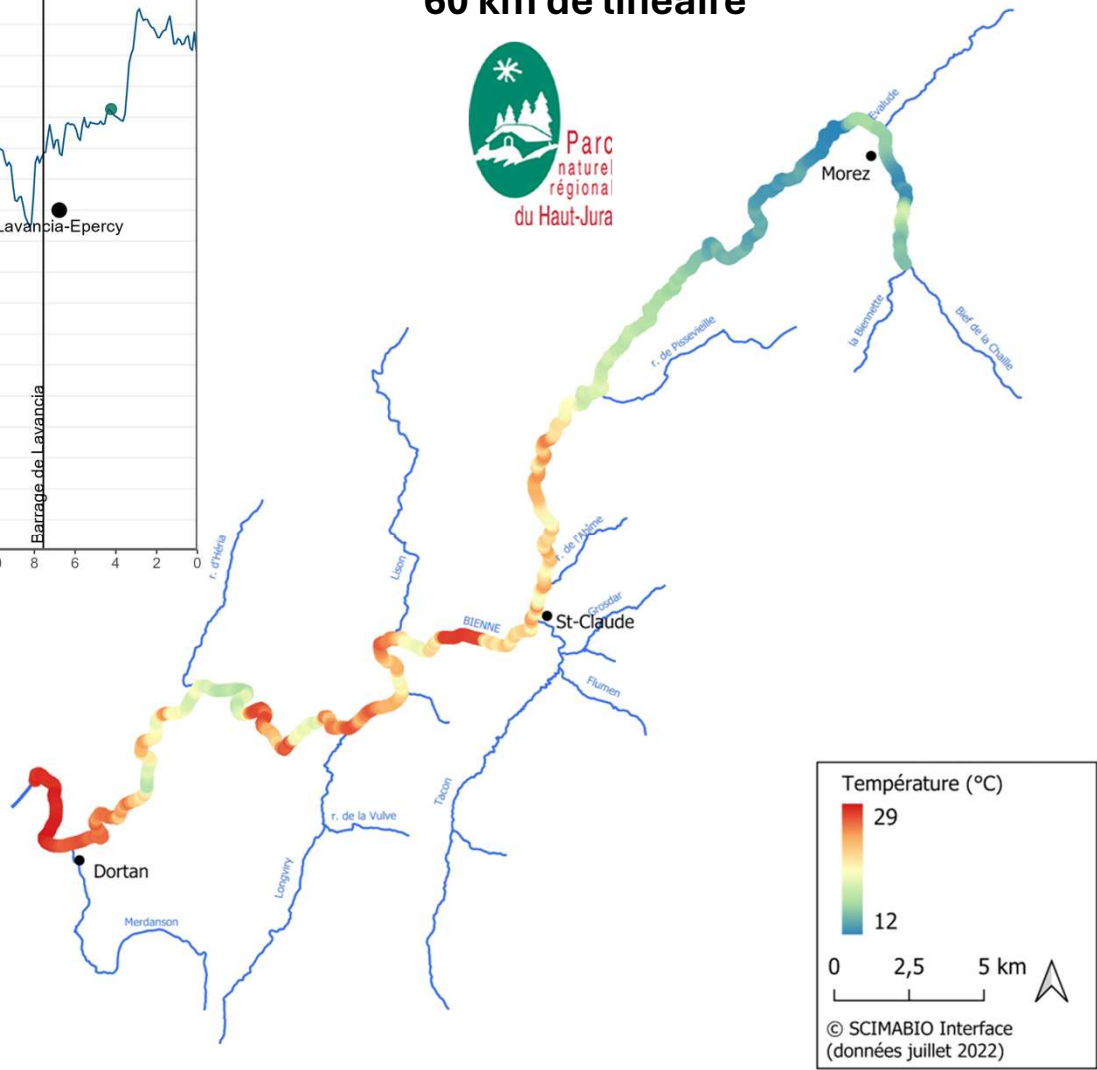 60 km de linéaire
Parc
naturel
régional
du Haut-Jura
Evalude
Morez
Lavancia-Epercy
la Biennette
Bief de la Chaille
r. de Pissevieille
Barrage de Lavancia
8
6
4
2
0
r. d'Héria
Lison
r. de l'Abîme
BIENNE
St-Claude
Grosdar
Flumen
Tacon
r. de la Vulve
Longviry
Dortan
Merdanson
Température (°C)
29
12
0 2,5 5 km
© SCIMABIO Interface
(données juillet 2022)